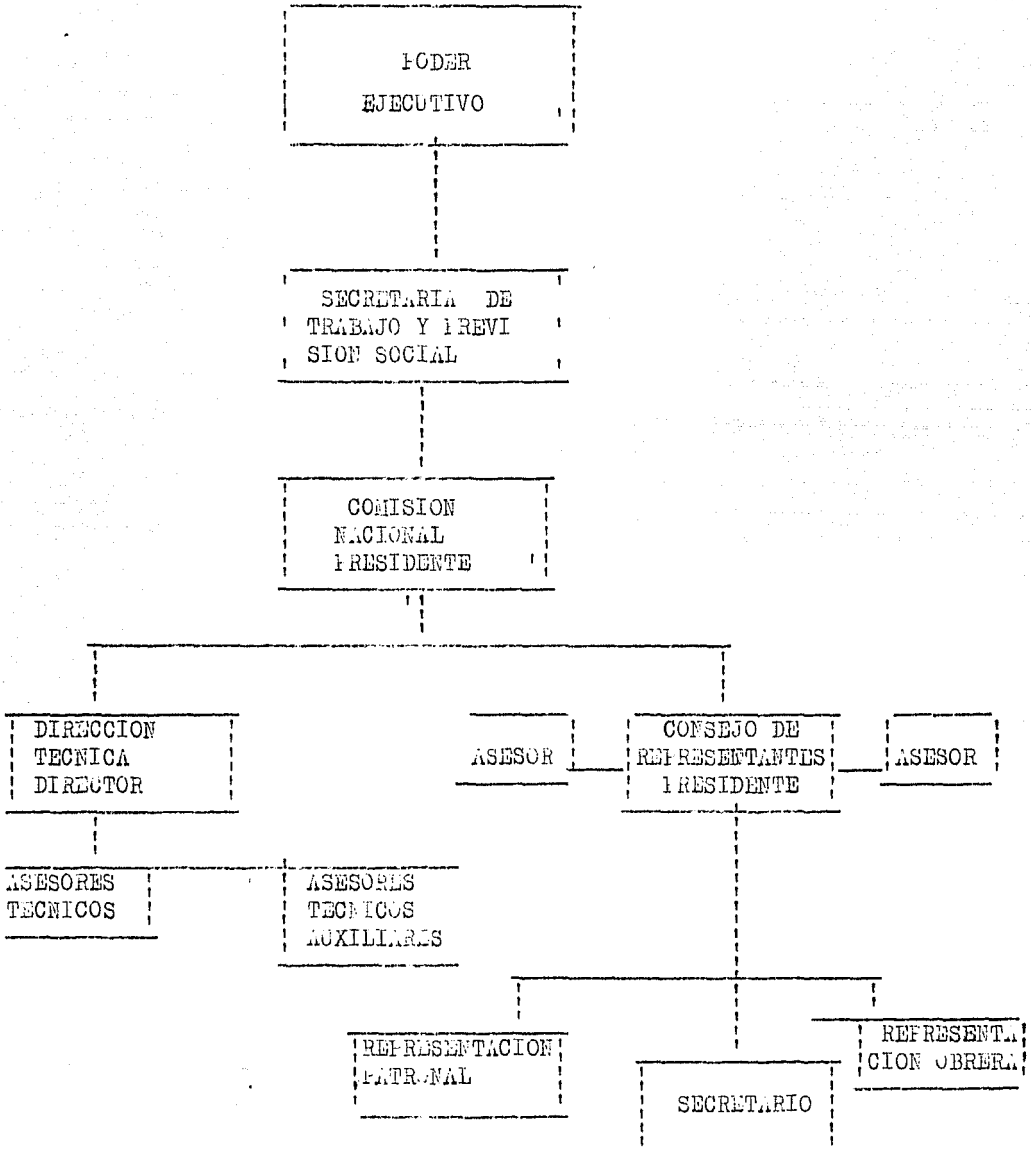 PODER
EJECUTIVO
SECRETARIA DE
TRABAJO Y PREVI
SION SOCIAL
COMISION
NACIONAL
PRESIDENTE
DIRECCION
TECNICA
DIRECTOR
ASESOR
CONSEJO DE
REPRESENTANTES
PRESIDENTE
ASESOR
ASESORES
TECNICOS
ASESORES
TECNICOS
AUXILIARES
REPRESENTACION
PATRONAL
SECRETARIO
REPRESENTA
CION OBRERA